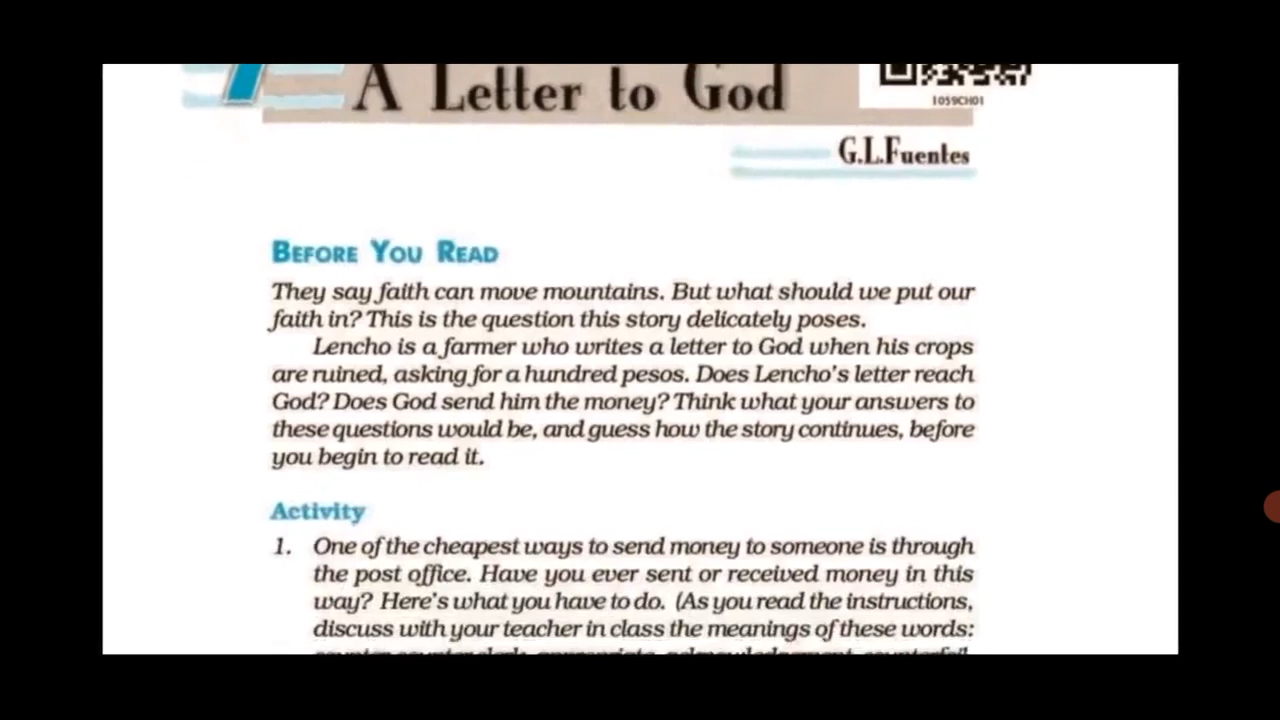 A Letter to God
1059CH01
G.L.Fuentes
BEFORE YOU READ
They say faith can move mountains. But what should we put our
faith in? This is the question this story delicately poses.
Lencho is a farmer who writes a letter to God when his crops
are ruined, asking for a hundred pesos. Does Lencho's letter reach
God? Does God send him the money? Think what your answers to
these questions would be, and guess how the story continues, before
you begin to read it.
Activity
1. One of the cheapest ways to send money to someone is through
the post office. Have you ever sent or received money in this
way? Here's what you have to do. (As you read the instructions,
discuss with your teacher in class the meanings of these words:
counter, counter clerk, appropriate, acknowledgement, counterfoil,